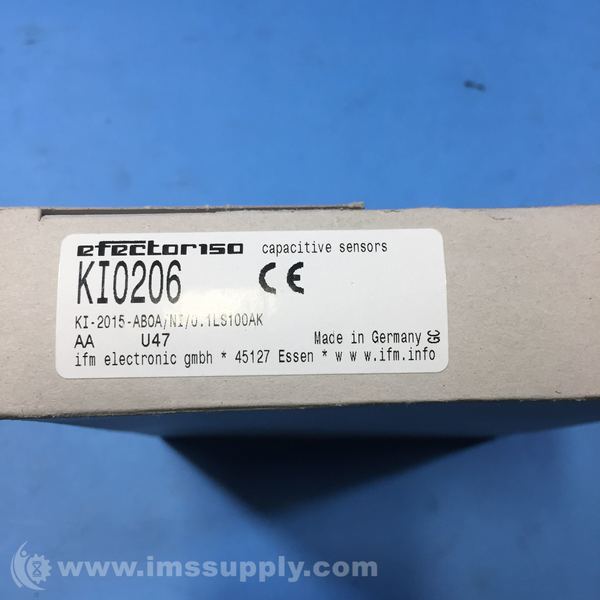 efector150 capacitive sensors
KI0206 CE
KI-2015-ABOA/NI/0.1LS100AK
AA U47 Made in Germany
ifm electronic gmbh * 45127 Essen * w w w.ifm.info
www.imssupply.com